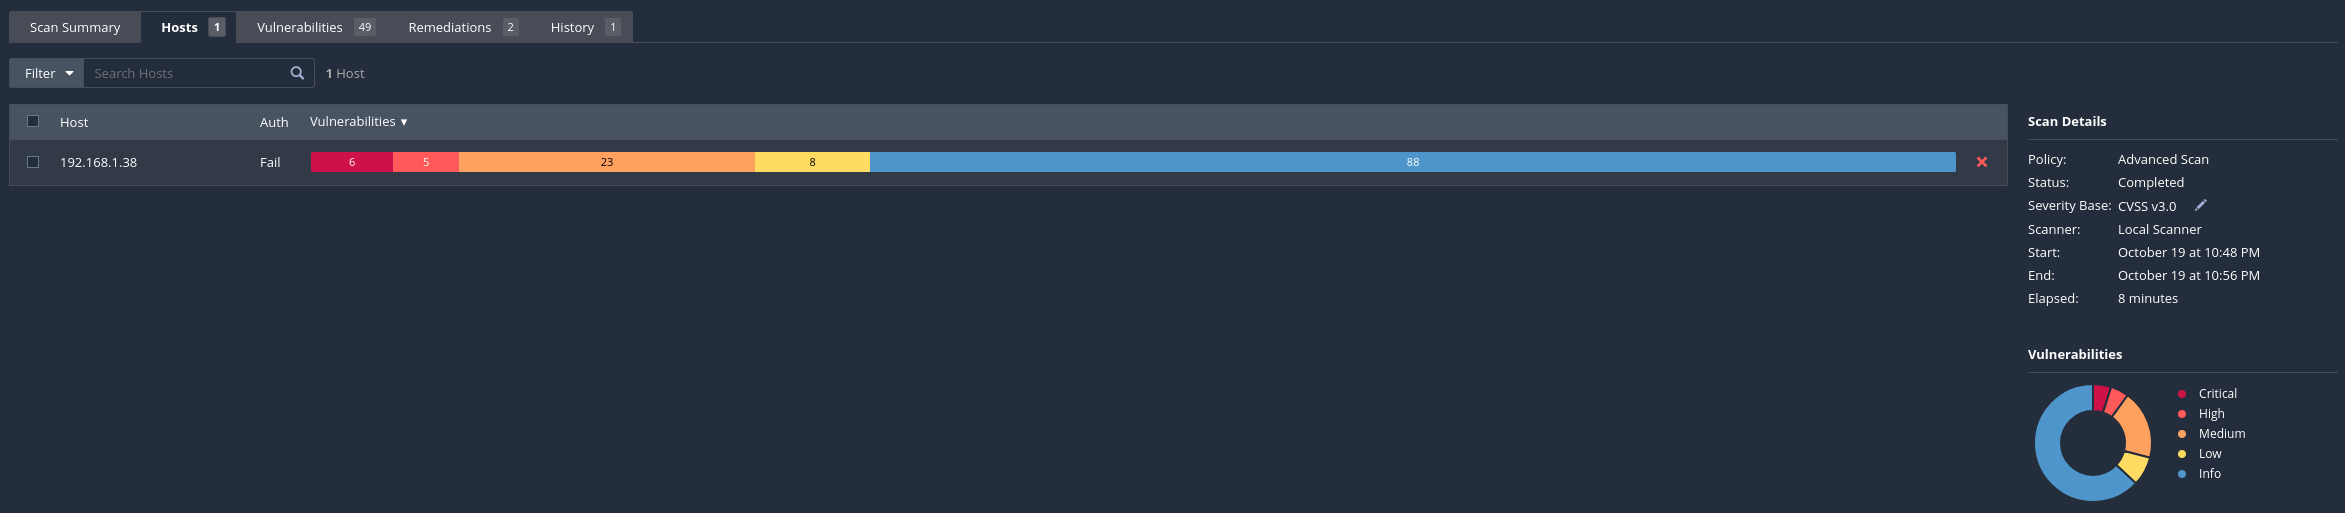 Scan Summary Hosts 1 Vulnerabilities 49 Remediations 2 History 1
Filter Search Hosts 1 Host
Host Auth Vulnerabilities ▼
192.168.1.38 Fail 6 5 23 8 88
Scan Details
Policy: Advanced Scan
Status: Completed
Severity Base: CVSS v3.0
Scanner: Local Scanner
Start: October 19 at 10:48 PM
End: October 19 at 10:56 PM
Elapsed: 8 minutes
Vulnerabilities
Critical
High
Medium
Low
Info